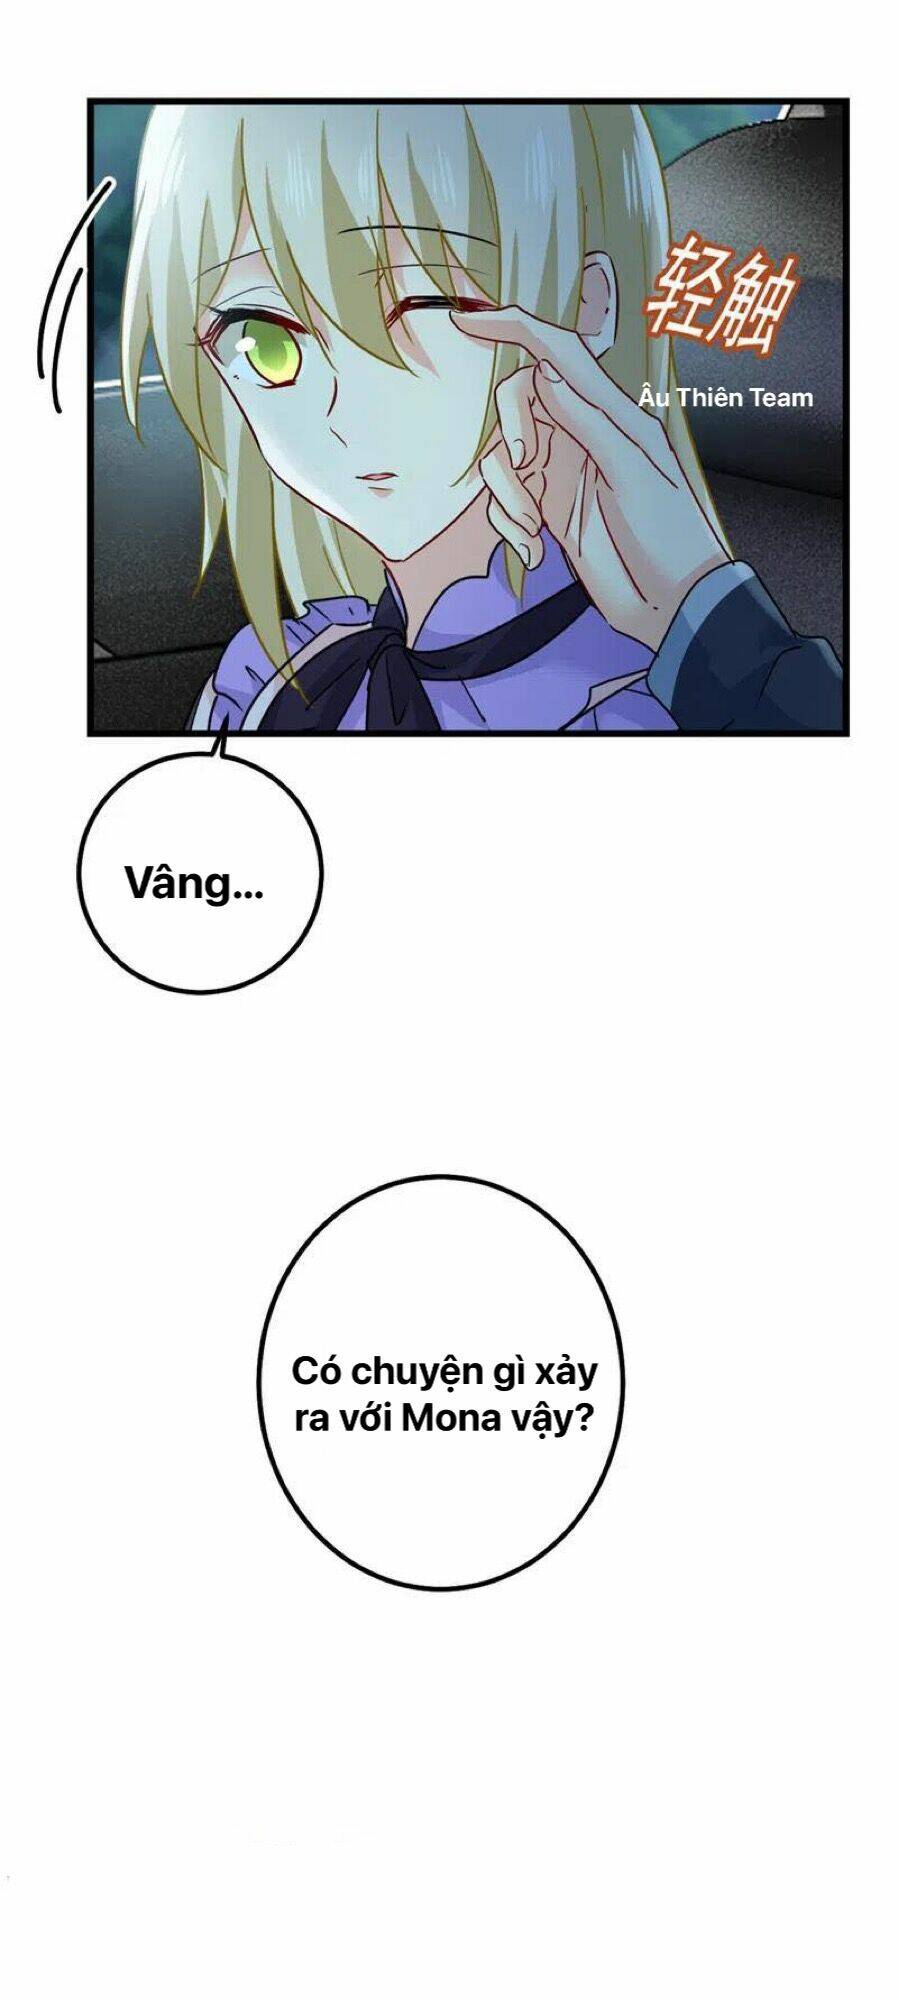 轻触
Âu Thiên Team
Vâng...
Có chuyện gì xảy
ra với Mona vậy?